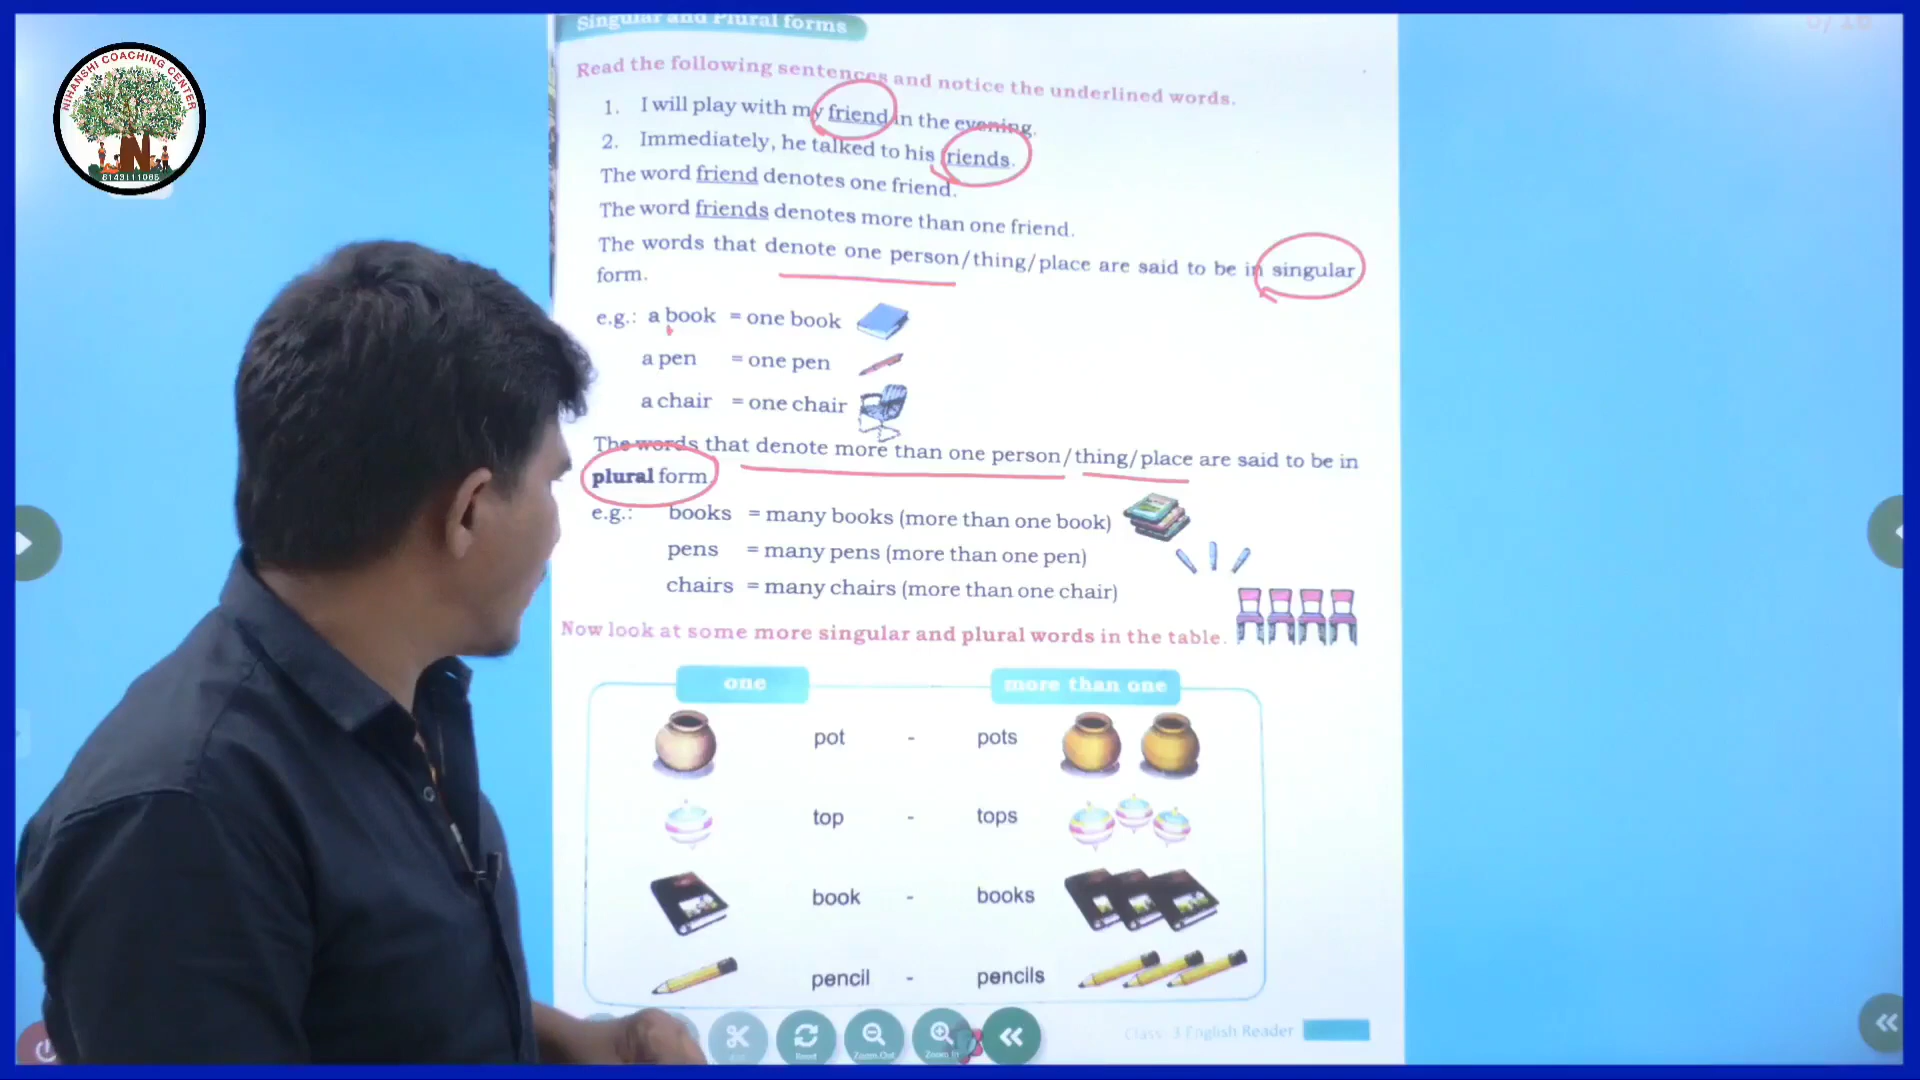 NIHANSHI COACHING CENTER
N
Singular and Plural forms
Read the following sentences and notice the underlined words.
1. I will play with my friend in the evening.
2. Immediately, he talked to his friends.
The word friend denotes one friend.
The word friends denotes more than one friend.
The words that denote one person/thing/place are said to be in singular
form.
e.g.: a book = one book
a pen = one pen
a chair = one chair
The words that denote more than one person/thing/place are said to be in
plural form.
e.g.: books = many books (more than one book)
pens = many pens (more than one pen)
chairs = many chairs (more than one chair)
Now look at some more singular and plural words in the table.
one more than one
pot - pots
top - tops
book - books
pencil - pencils
Zoom Out Zoom In
Class-3 English Reader